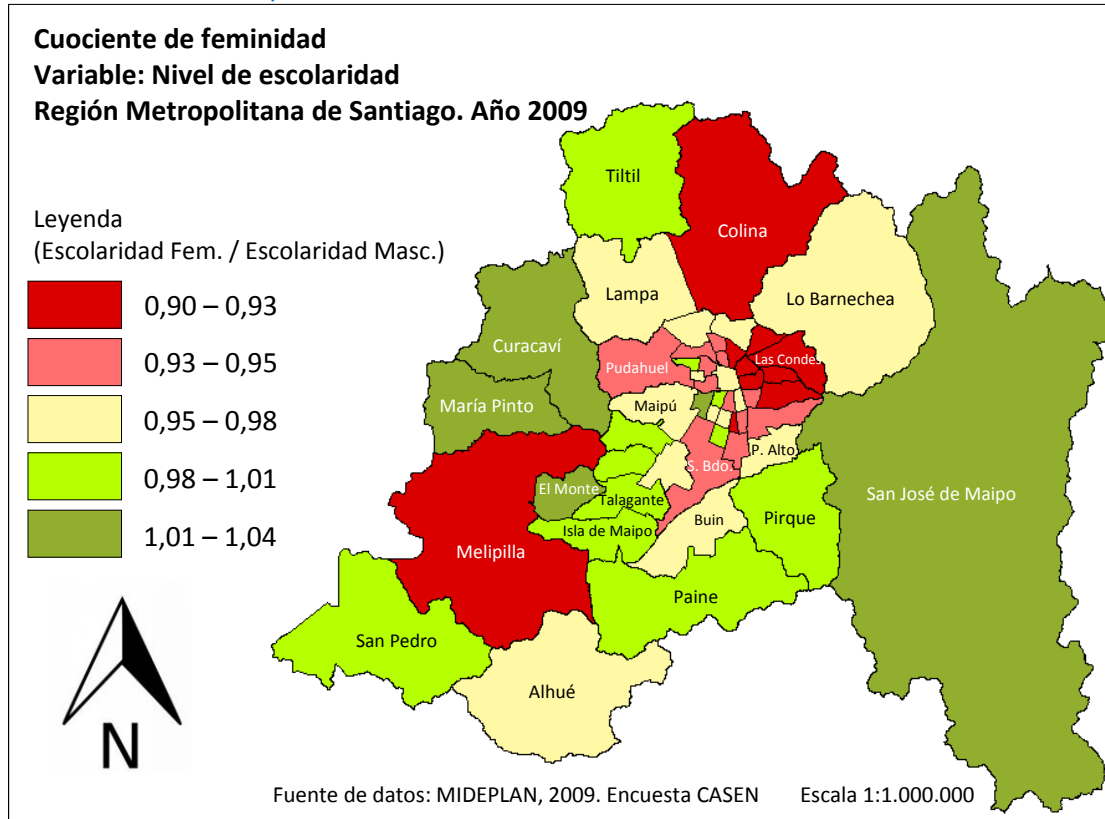 Cuociente de feminidad
Variable: Nivel de escolaridad
Región Metropolitana de Santiago. Año 2009
Leyenda
(Escolaridad Fem. / Escolaridad Masc.)
0,90 – 0,93
0,93 – 0,95
0,95 – 0,98
0,98 – 1,01
1,01 – 1,04
Tiltil
Colina
Lampa
Lo Barnechea
Curacaví
Las Condes
Pudahuel
María Pinto
Maipú
P. Alto
S. Bdo.
San José de Maipo
El Monte
Talagante
Isla de Maipo
Buin
Pirque
Melipilla
Paine
San Pedro
Alhué
N
Fuente de datos: MIDEPLAN, 2009. Encuesta CASEN Escala 1:1.000.000